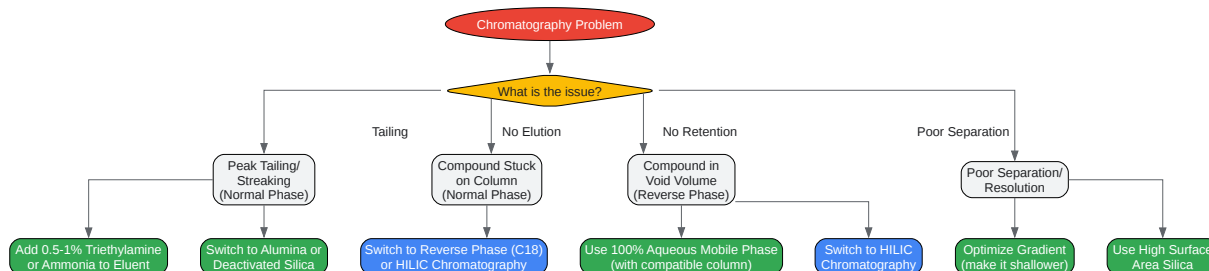 Chromatography Problem
What is the issue?
Tailing
No Elution
No Retention
Poor Separation
Peak Tailing/
Streaking
(Normal Phase)
Compound Stuck
on Column
(Normal Phase)
Compound in
Void Volume
(Reverse Phase)
Poor Separation/
Resolution
Add 0.5-1% Triethylamine
or Ammonia to Eluent
Switch to Alumina or
Deactivated Silica
Switch to Reverse Phase (C18)
or HILIC Chromatography
Use 100% Aqueous Mobile Phase
(with compatible column)
Switch to HILIC
Chromatography
Optimize Gradient
(make it shallower)
Use High Surface
Area Silica